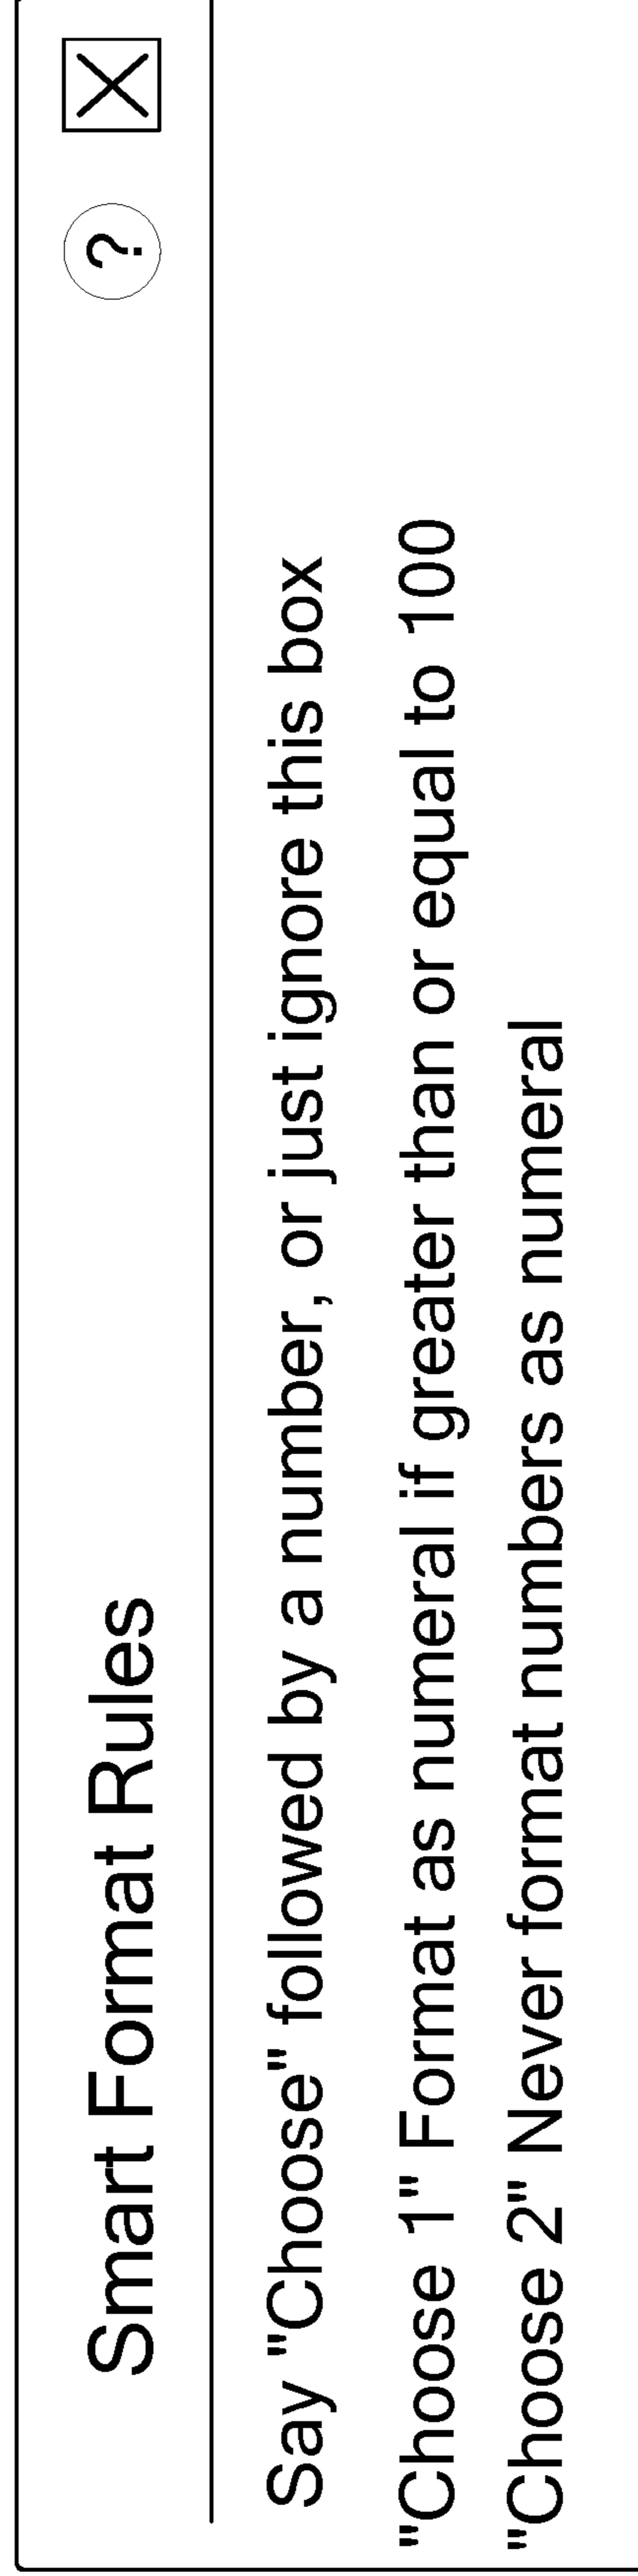 Smart Format Rules ?
Say "Choose" followed by a number, or just ignore this box
"Choose 1" Format as numeral if greater than or equal to 100
"Choose 2" Never format numbers as numeral